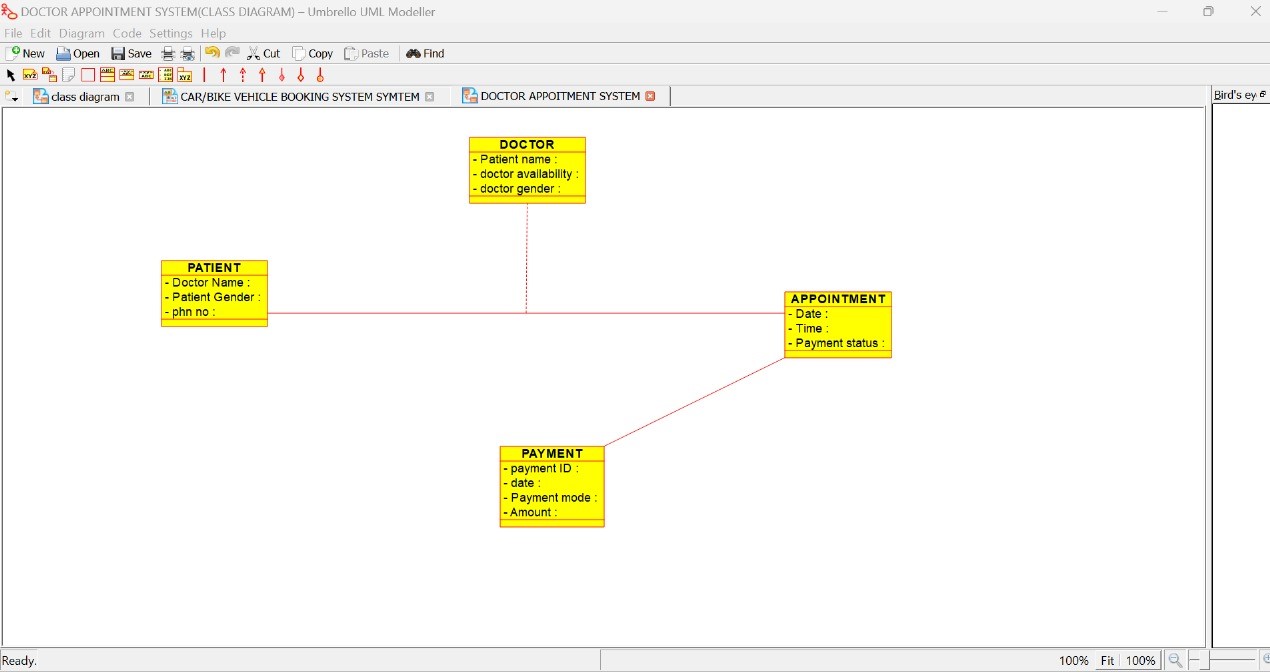 DOCTOR APPOINTMENT SYSTEM(CLASS DIAGRAM) – Umbrello UML Modeller
File Edit Diagram Code Settings Help
New Open Save Cut Copy Paste Find
class diagram CAR/BIKE VEHICLE BOOKING SYSTEM SYMTEM DOCTOR APPOITMENT SYSTEM Bird's ey
DOCTOR
- Patient name :
- doctor availability :
- doctor gender :
PATIENT
- Doctor Name :
- Patient Gender :
- phn no :
APPOINTMENT
- Date :
- Time :
- Payment status :
PAYMENT
- payment ID :
- date :
- Payment mode :
- Amount :
Ready. 100% Fit 100%